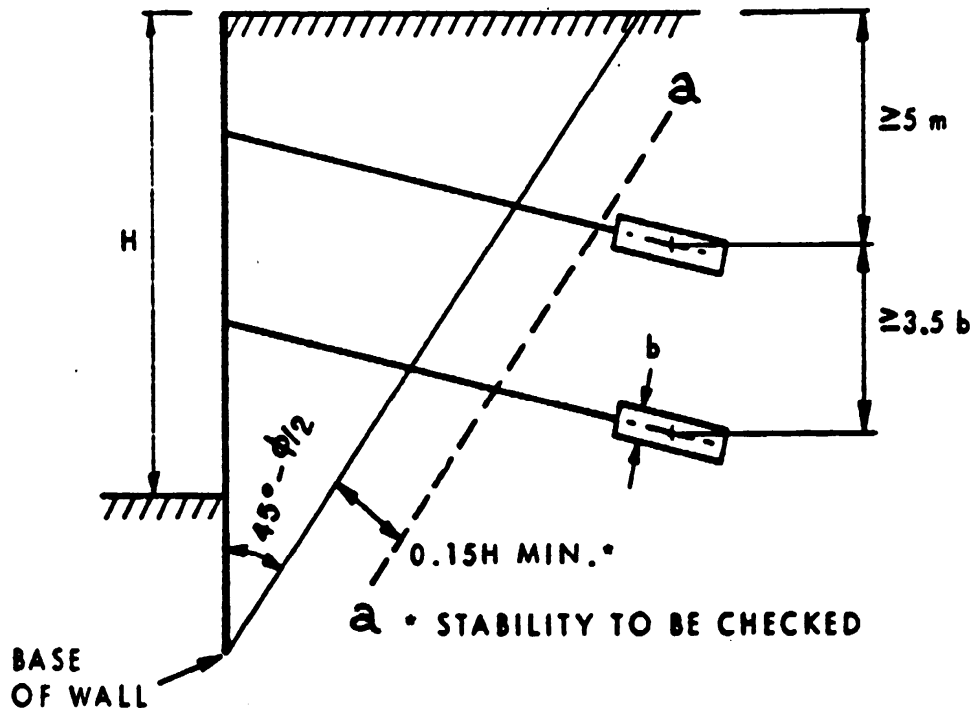 a
≥5 m
H
≥3.5 b
b
45°-ϕ/2
0.15H MIN.*
a * STABILITY TO BE CHECKED
BASE
OF WALL